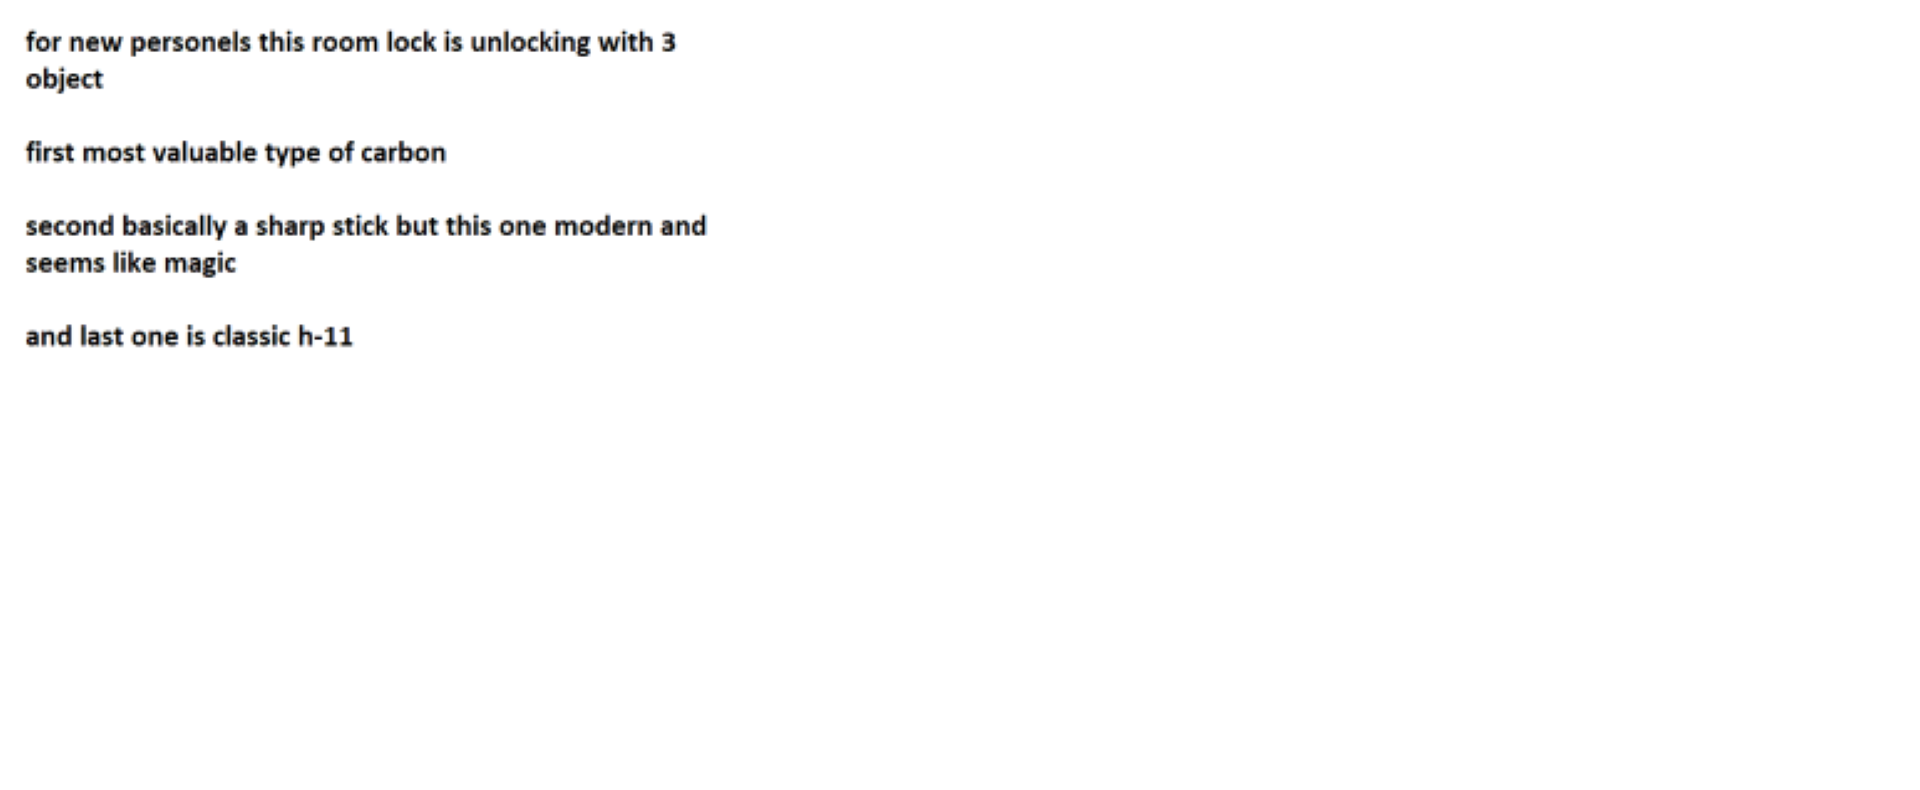 for new personels this room lock is unlocking with 3
object
first most valuable type of carbon
second basically a sharp stick but this one modern and
seems like magic
and last one is classic h-11